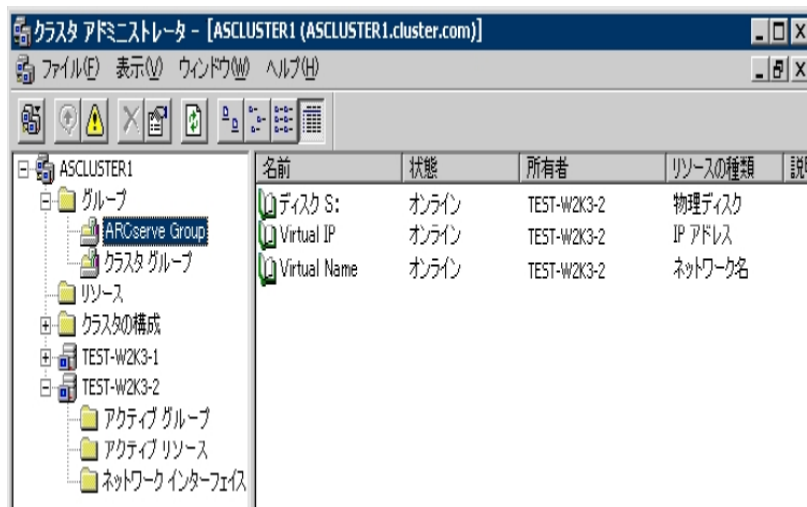 クラスタ アドミニストレータ - [ASCLUSTER1 (ASCLUSTER1.cluster.com)]
ファイル(F) 表示(V) ウィンドウ(W) ヘルプ(H)
ASCLUSTER1
グループ
ARCserve Group
クラスタ グループ
リソース
クラスタの構成
TEST-W2K3-1
TEST-W2K3-2
アクティブ グループ
アクティブ リソース
ネットワーク インターフェイス
名前 状態 所有者 リソースの種類
ディスク S: オンライン TEST-W2K3-2 物理ディスク
Virtual IP オンライン TEST-W2K3-2 IP アドレス
Virtual Name オンライン TEST-W2K3-2 ネットワーク名